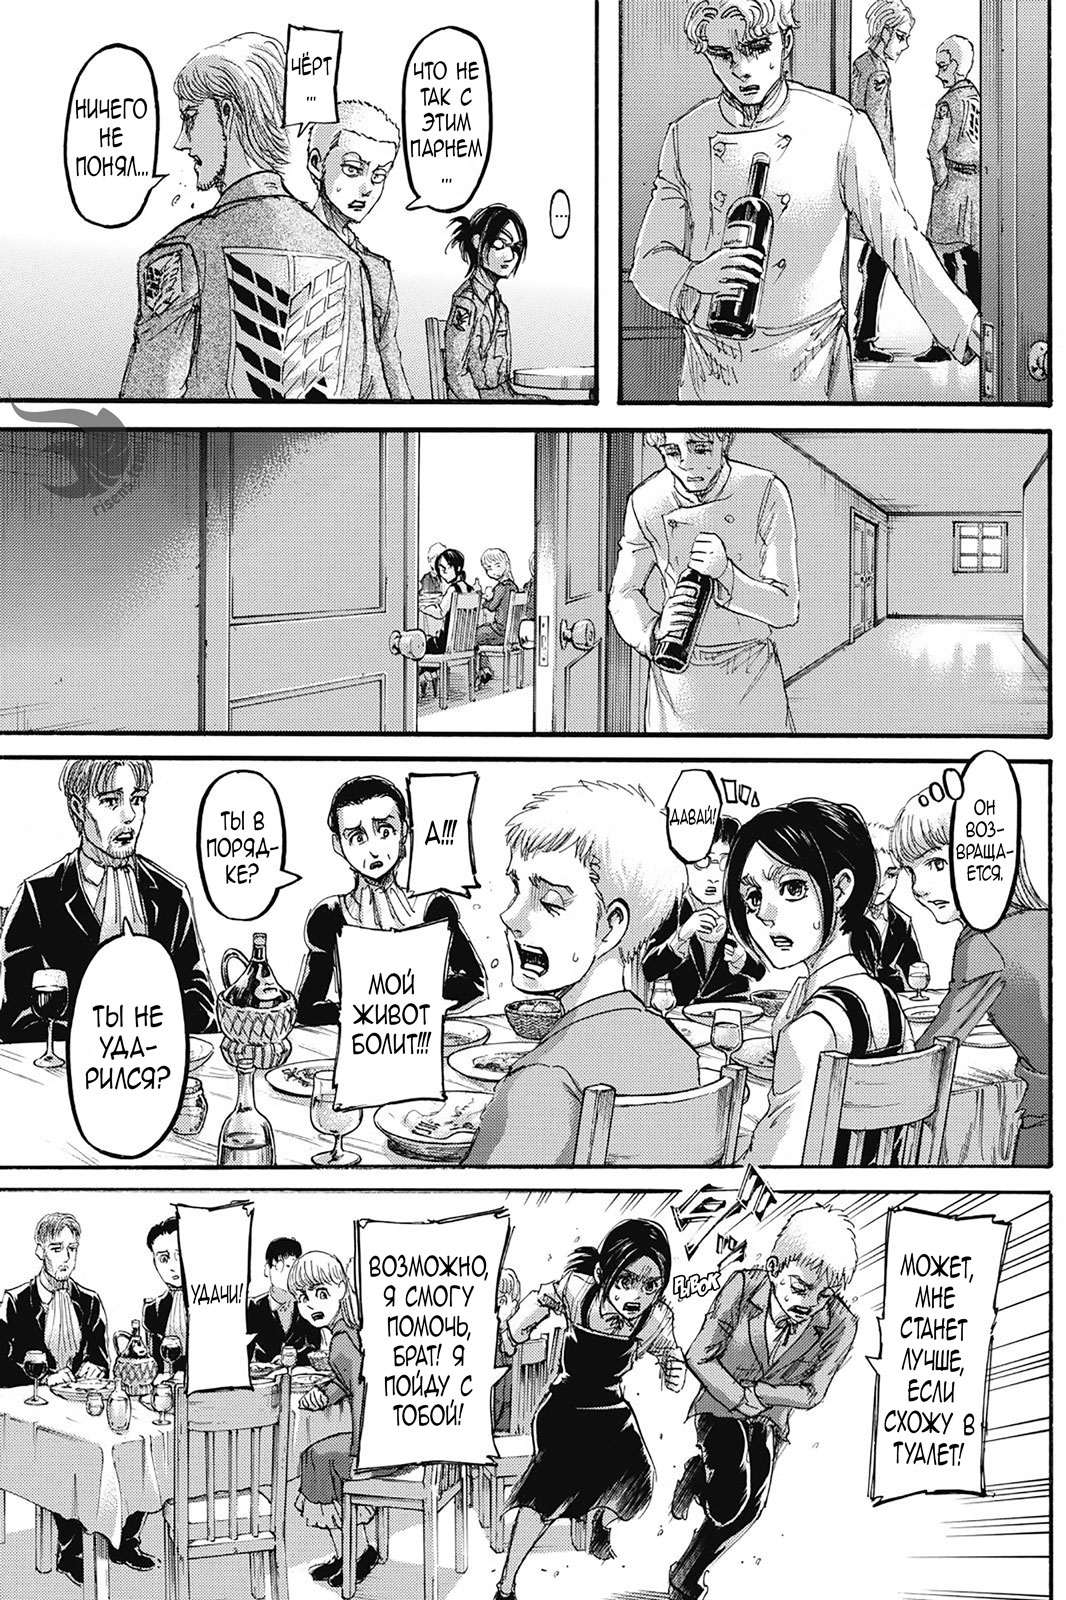 ЧТО НЕ
ТАК С
ЭТИМ
ПАРНЕМ
...
ЧЁРТ
...
НИЧЕГО
НЕ
ПОНЯЛ...
....
risens
ОН
ВОЗ-
ВРАЩА-
ЕТСЯ.
ДАВАЙ!
А!!!
МОЙ
ЖИВОТ
БОЛИТ!!!
ТЫ В
ПОРЯД-
КЕ?
ТЫ НЕ
УДА-
РИЛСЯ?
МОЖЕТ,
МНЕ
СТАНЕТ
ЛУЧШЕ,
ЕСЛИ
СХОЖУ В
ТУАЛЕТ!
РЫВОК
ВОЗМОЖНО,
Я СМОГУ
ПОМОЧЬ,
БРАТ! Я
ПОЙДУ С
ТОБОЙ!
УДАЧИ!